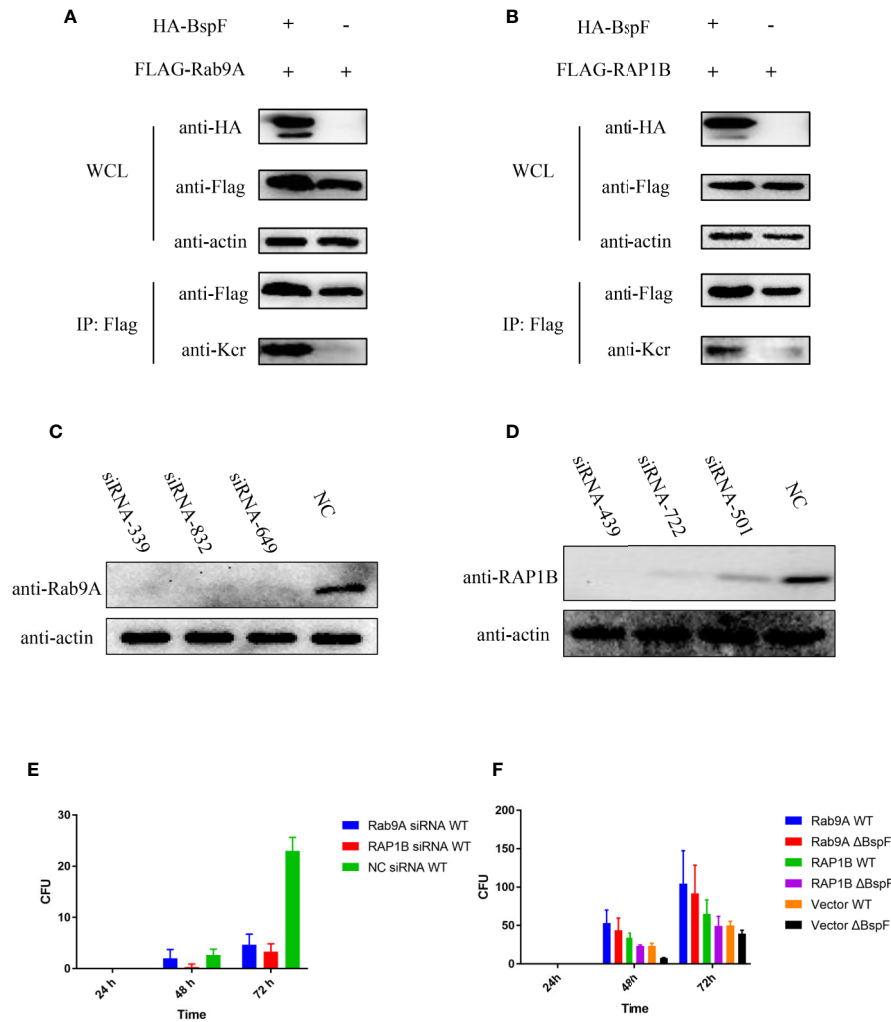 A
HA-BspF + -
FLAG-Rab9A + +
WCL
anti-HA
anti-Flag
anti-actin
IP: Flag
anti-Flag
anti-Kcr
B
HA-BspF + -
FLAG-RAP1B + +
WCL
anti-HA
anti-Flag
anti-actin
IP: Flag
anti-Flag
anti-Kcr
C
siRNA-339 siRNA-832 siRNA-649 NC
anti-Rab9A
anti-actin
D
siRNA-439 siRNA-722 siRNA-501 NC
anti-RAP1B
anti-actin
E
CFU
30
20
10
0
24 h 48 h 72 h
Time
Rab9A siRNA WT
RAP1B siRNA WT
NC siRNA WT
F
CFU
200
150
100
50
0
24h 48h 72h
Time
Rab9A WT
Rab9A ΔBspF
RAP1B WT
RAP1B ΔBspF
Vector WT
Vector ΔBspF